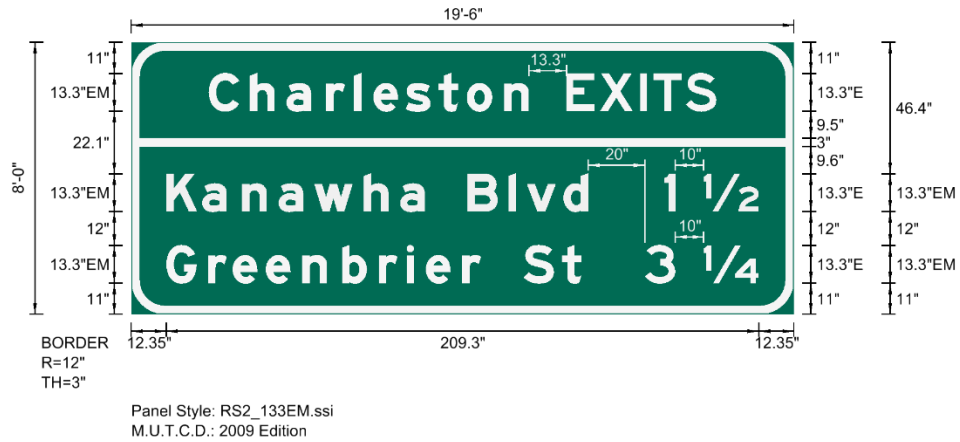 19'-6"
11"
13.3"EM
22.1"
13.3"EM
12"
13.3"EM
11"
8'-0"
13.3"
Charleston EXITS
20" 10"
Kanawha Blvd 1 1/2
10"
Greenbrier St 3 1/4
11"
13.3"E
9.5"
3"
9.6"
13.3"E
12"
13.3"E
11"
46.4"
13.3"EM
12"
13.3"EM
11"
12.35" 209.3" 12.35"
BORDER
R=12"
TH=3"
Panel Style: RS2_133EM.ssi
M.U.T.C.D.: 2009 Edition